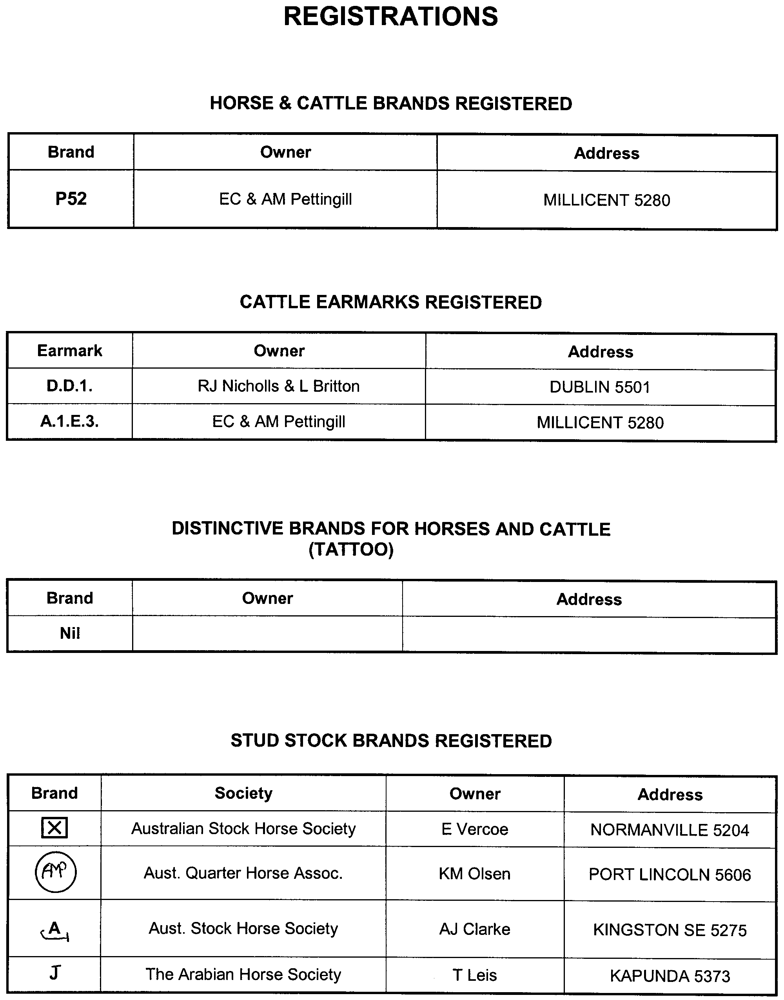 REGISTRATIONS
HORSE & CATTLE BRANDS REGISTERED
Brand Owner Address
P52 EC & AM Pettingill MILLICENT 5280
CATTLE EARMARKS REGISTERED
Earmark Owner Address
D.D.1. RJ Nicholls & L Britton DUBLIN 5501
A.1.E.3. EC & AM Pettingill MILLICENT 5280
DISTINCTIVE BRANDS FOR HORSES AND CATTLE
(TATTOO)
Brand Owner Address
Nil
STUD STOCK BRANDS REGISTERED
Brand Society Owner Address
X Australian Stock Horse Society E Vercoe NORMANVILLE 5204
AMP Aust. Quarter Horse Assoc. KM Olsen PORT LINCOLN 5606
A Aust. Stock Horse Society AJ Clarke KINGSTON SE 5275
J The Arabian Horse Society T Leis KAPUNDA 5373